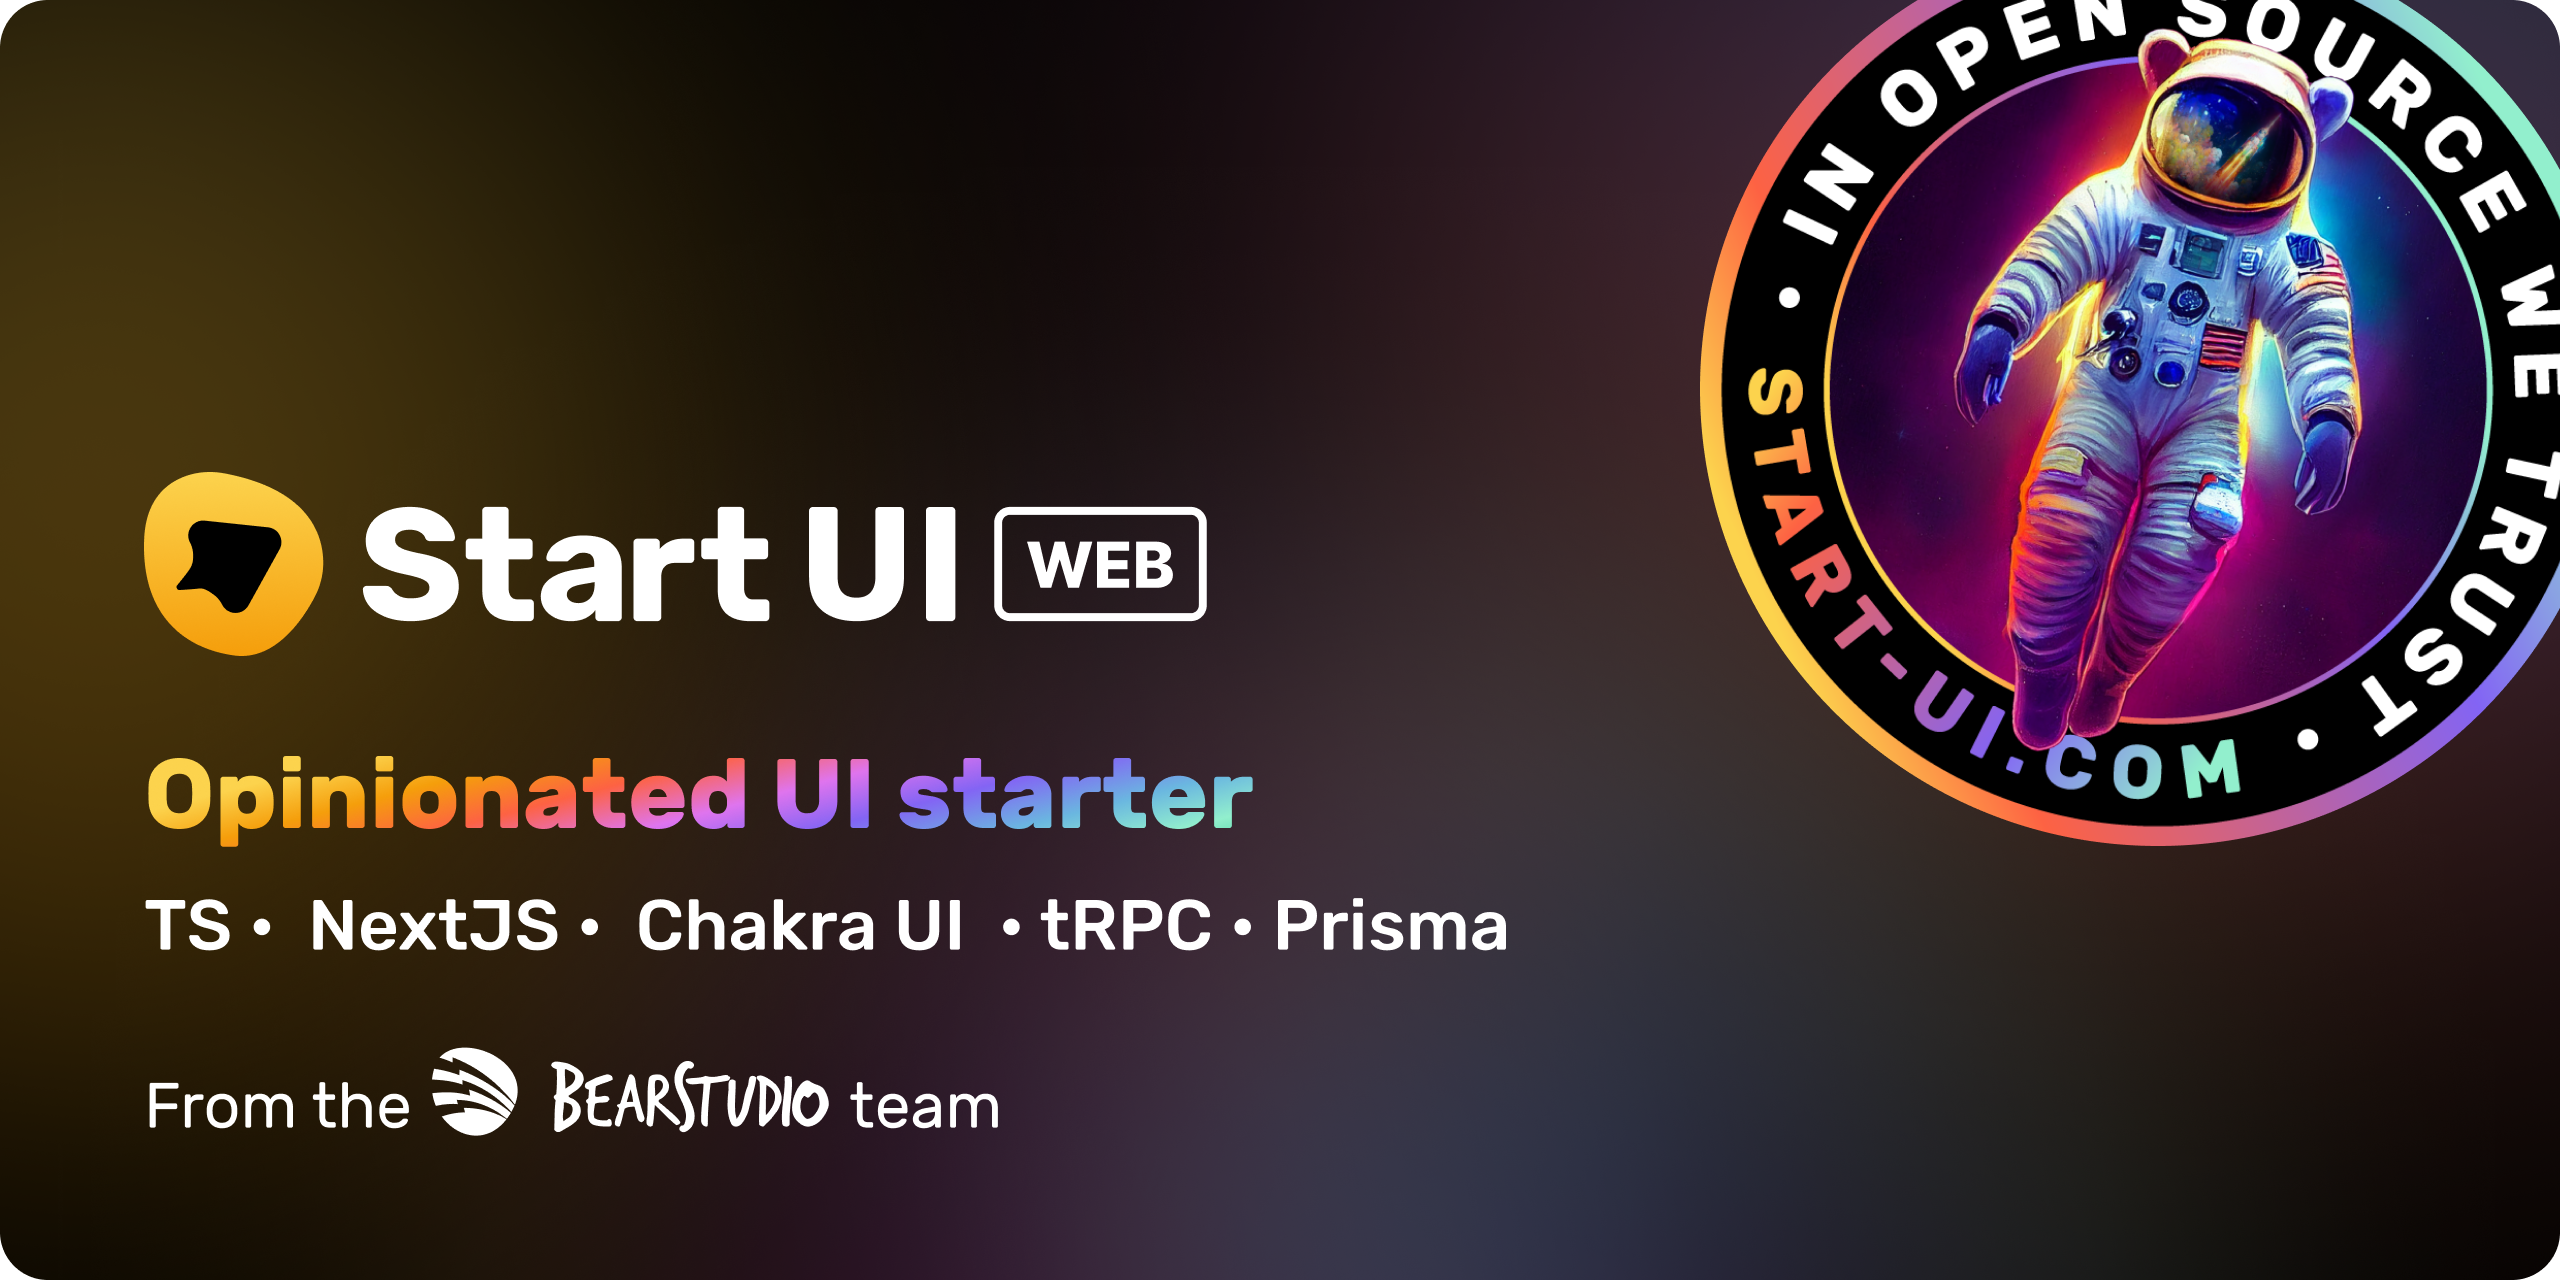 Start UI WEB
Opinionated UI starter
TS • NextJS • Chakra UI • tRPC • Prisma
From the BEARSTUDIO team
• IN OPEN SOURCE WE TRUST •
START-UI.COM